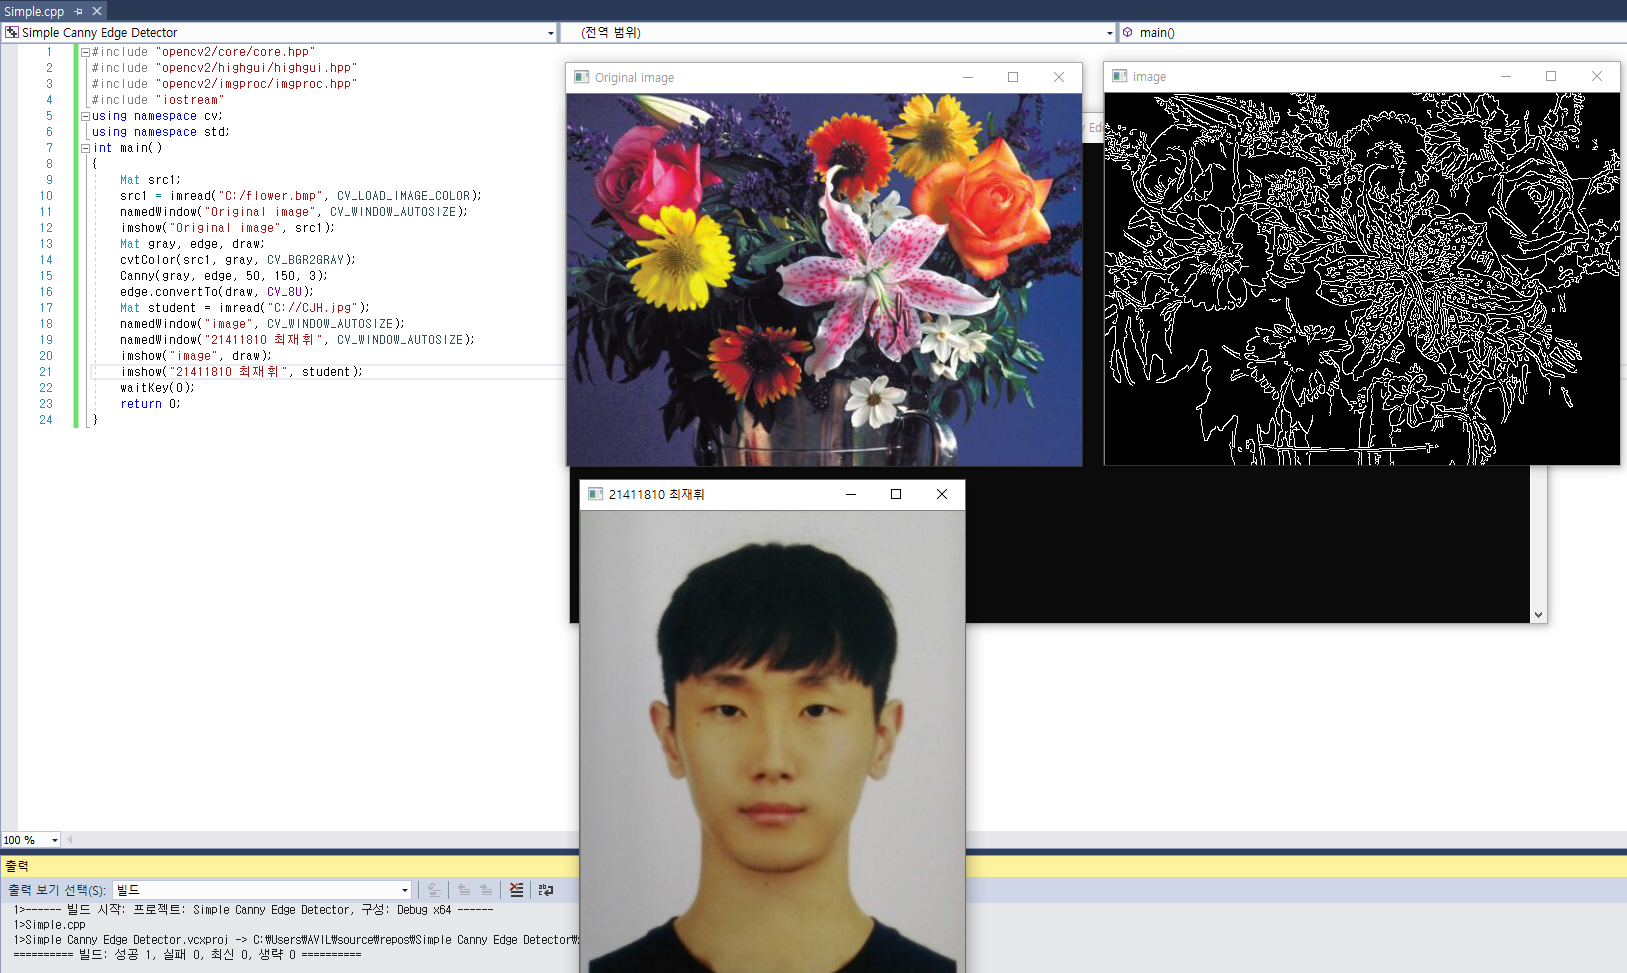 Simple.cpp
Simple Canny Edge Detector
(전역 범위)
main()
1 #include "opencv2/core/core.hpp"
2 #include "opencv2/highgui/highgui.hpp"
3 #include "opencv2/imgproc/imgproc.hpp"
4 #include "iostream"
5 using namespace cv;
6 using namespace std;
7 int main()
8 {
9 Mat src1;
10 src1 = imread("C:/flower.bmp", CV_LOAD_IMAGE_COLOR);
11 namedWindow("Original image", CV_WINDOW_AUTOSIZE);
12 imshow("Original image", src1);
13 Mat gray, edge, draw;
14 cvtColor(src1, gray, CV_BGR2GRAY);
15 Canny(gray, edge, 50, 150, 3);
16 edge.convertTo(draw, CV_8U);
17 Mat student = imread("C://CJH.jpg");
18 namedWindow("image", CV_WINDOW_AUTOSIZE);
19 namedWindow("21411810 최재휘", CV_WINDOW_AUTOSIZE);
20 imshow("image", draw);
21 imshow("21411810 최재휘", student);
22 waitKey(0);
23 return 0;
24 }
Original image
y Ed
image
21411810 최재휘
100 %
출력
출력 보기 선택(S): 빌드
1>------ 빌드 시작: 프로젝트: Simple Canny Edge Detector, 구성: Debug x64 ------
1>Simple.cpp
1>Simple Canny Edge Detector.vcxproj -> C:\Users\AVIL\source\repos\Simple Canny Edge Detector\
========== 빌드: 성공 1, 실패 0, 최신 0, 생략 0 ==========